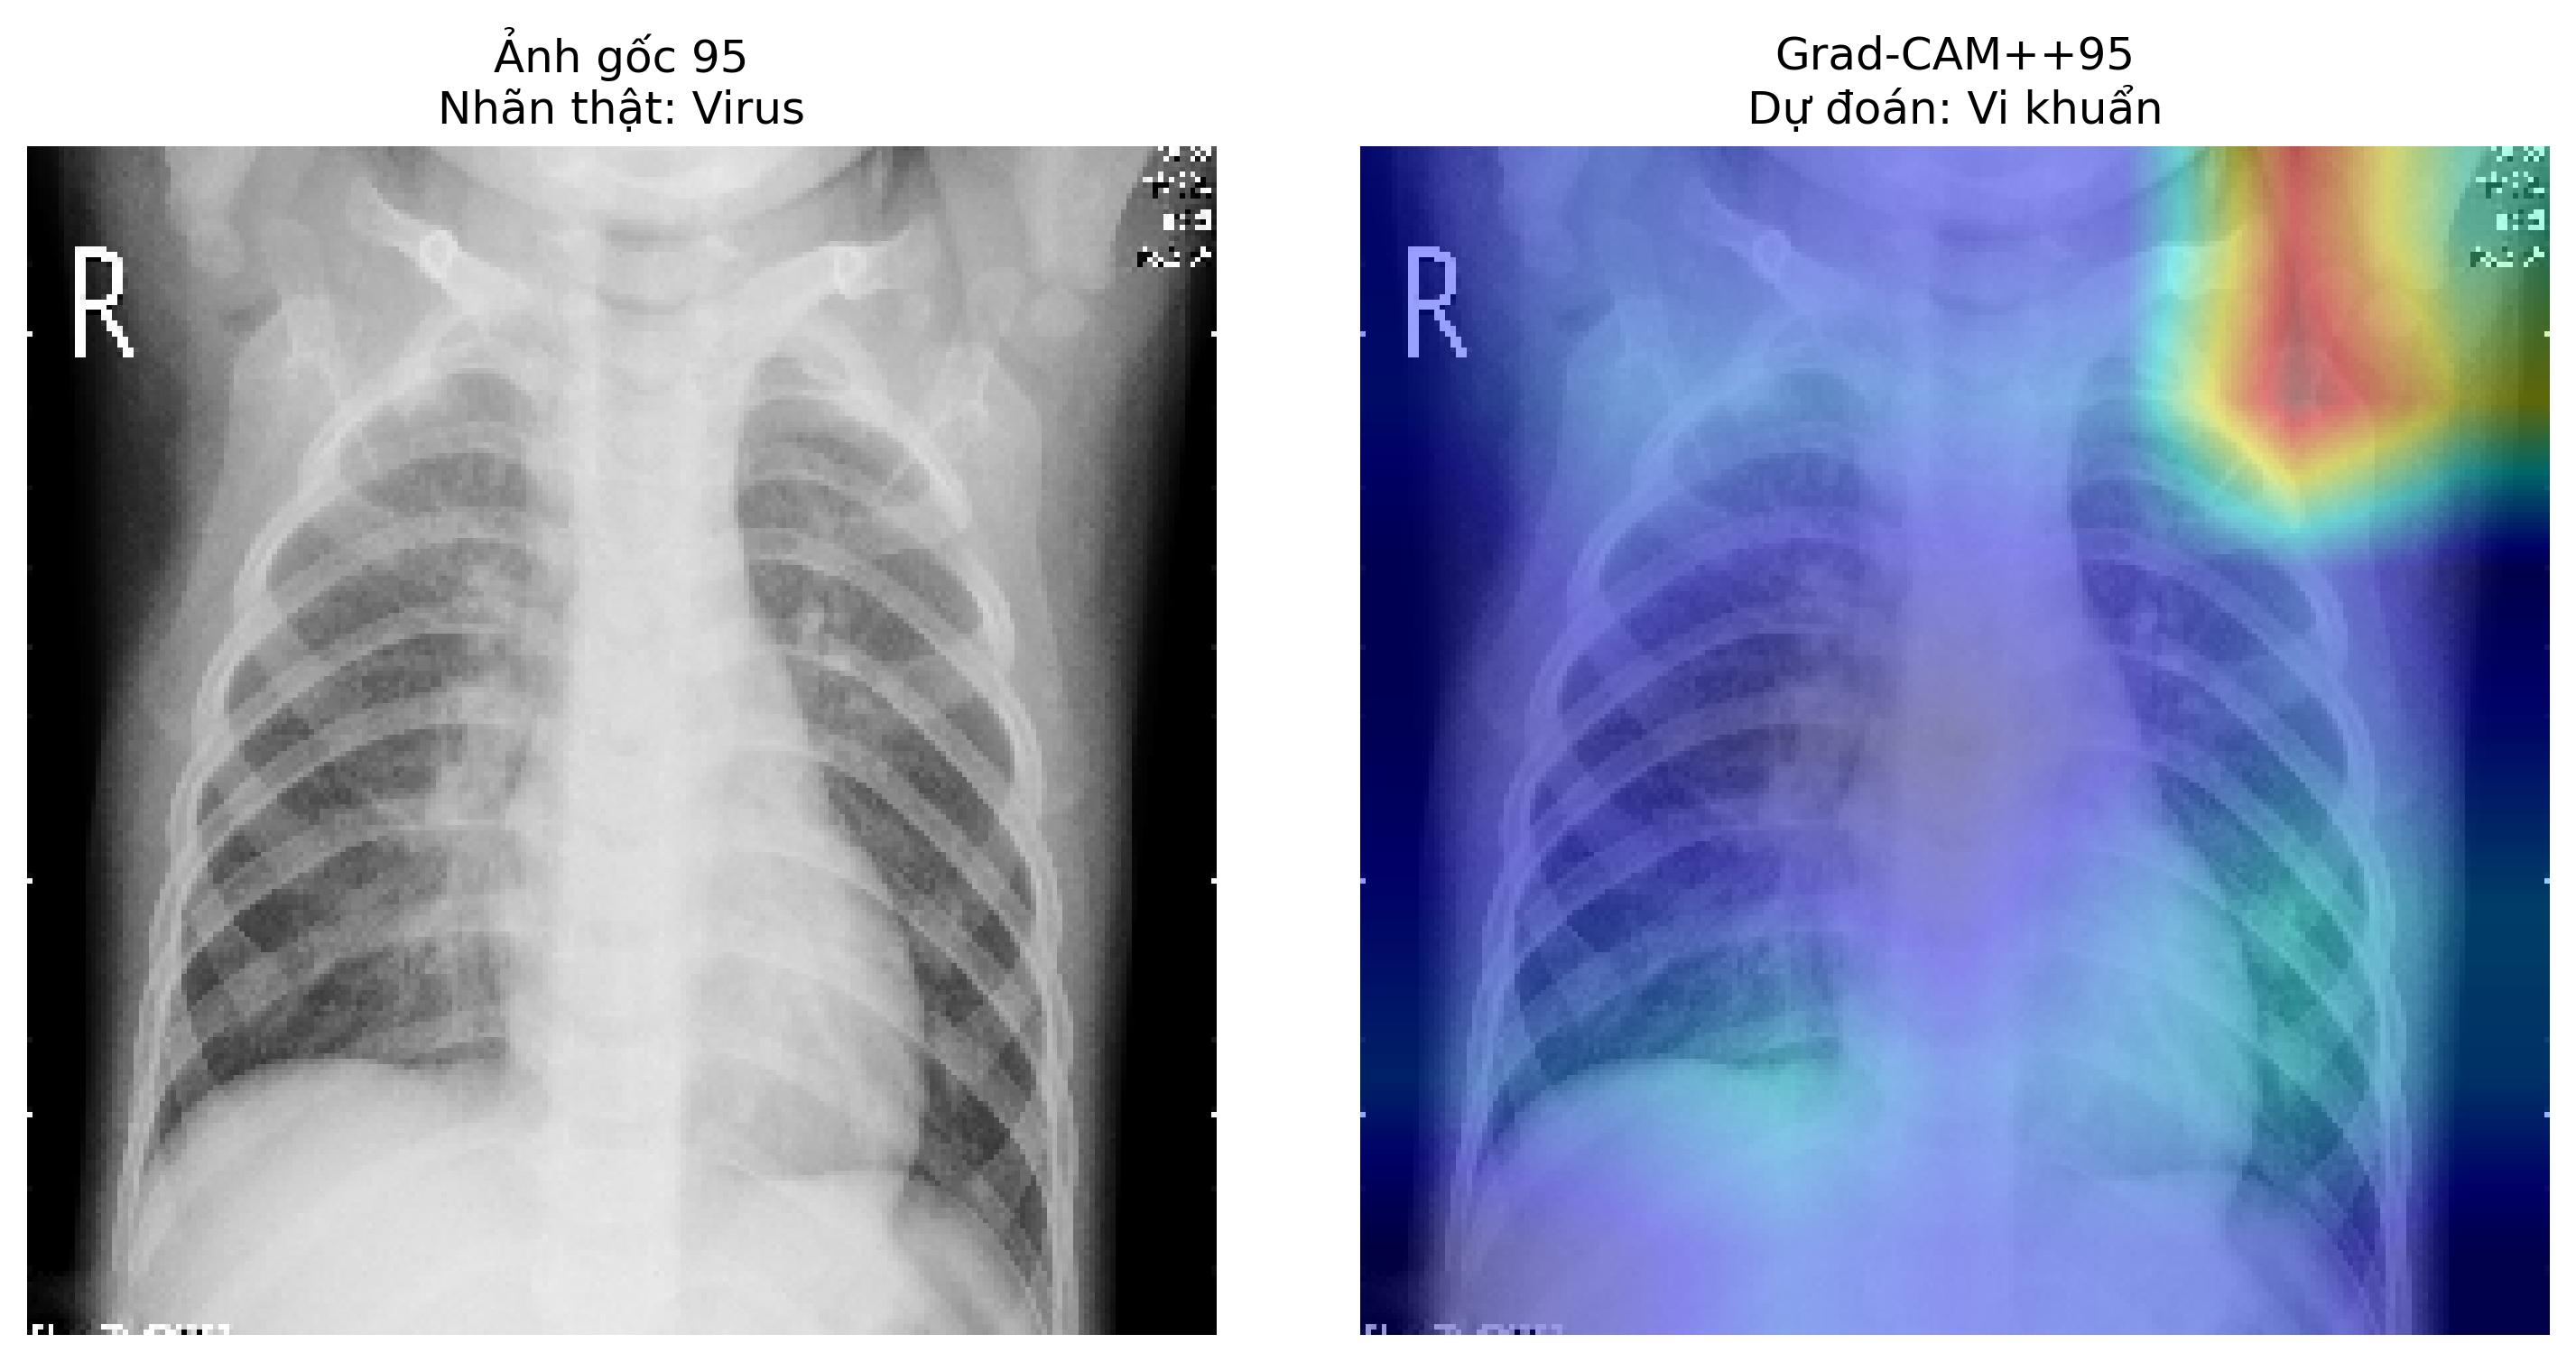 Ảnh gốc 95
Nhãn thật: Virus
Grad-CAM++95
Dự đoán: Vi khuẩn
R
R